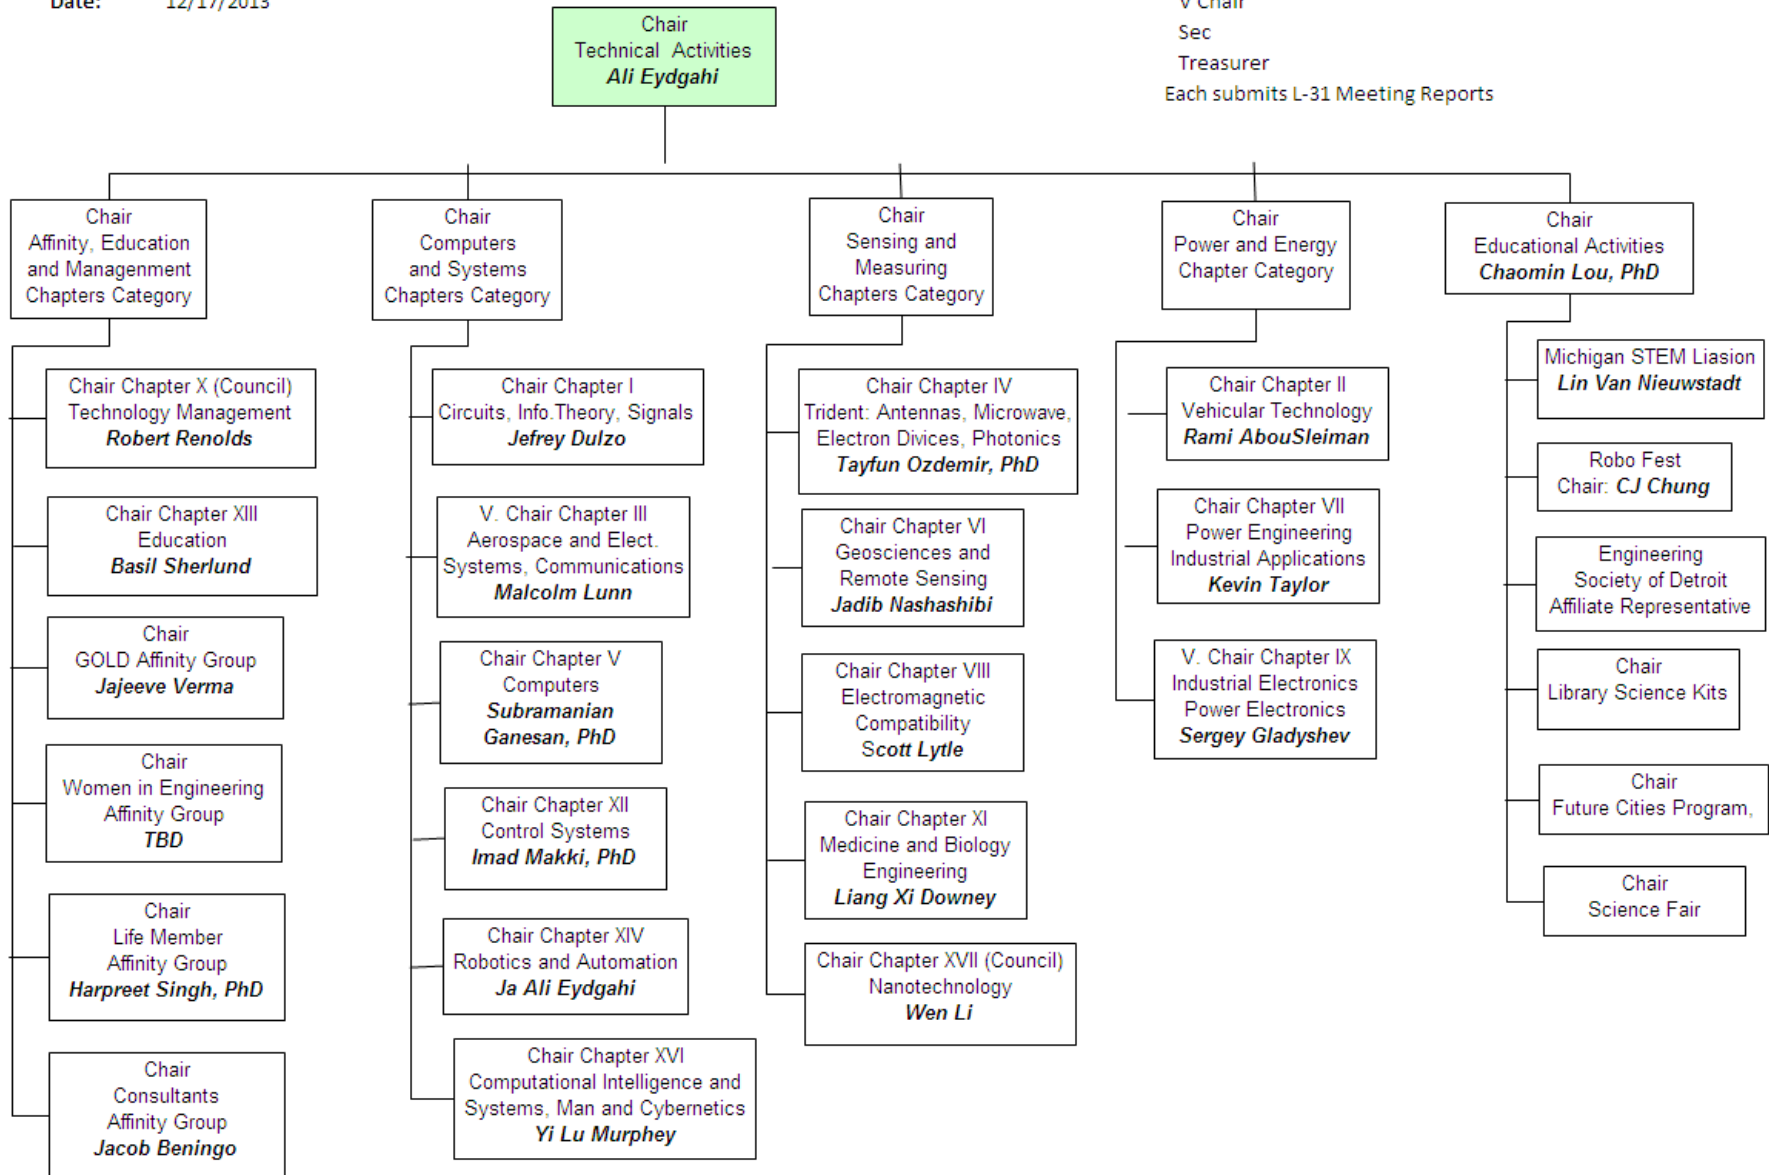 Date: 12/17/2013
V Chair
Sec
Treasurer
Each submits L-31 Meeting Reports
Chair
Technical Activities
Ali Eydgahi
Chair
Affinity, Education
and Managenment
Chapters Category
Chair
Computers
and Systems
Chapters Category
Chair
Sensing and
Measuring
Chapters Category
Chair
Power and Energy
Chapter Category
Chair
Educational Activities
Chaomin Lou, PhD
Chair Chapter X (Council)
Technology Management
Robert Renolds
Chair Chapter XIII
Education
Basil Sherlund
Chair
GOLD Affinity Group
Jajeeve Verma
Chair
Women in Engineering
Affinity Group
TBD
Chair
Life Member
Affinity Group
Harpreet Singh, PhD
Chair
Consultants
Affinity Group
Jacob Beningo
Chair Chapter I
Circuits, Info.Theory, Signals
Jefrey Dulzo
V. Chair Chapter III
Aerospace and Elect.
Systems, Communications
Malcolm Lunn
Chair Chapter V
Computers
Subramanian
Ganesan, PhD
Chair Chapter XII
Control Systems
Imad Makki, PhD
Chair Chapter XIV
Robotics and Automation
Ja Ali Eydgahi
Chair Chapter XVI
Computational Intelligence and
Systems, Man and Cybernetics
Yi Lu Murphey
Chair Chapter IV
Trident: Antennas, Microwave,
Electron Divices, Photonics
Tayfun Ozdemir, PhD
Chair Chapter VI
Geosciences and
Remote Sensing
Jadib Nashashibi
Chair Chapter VIII
Electromagnetic
Compatibility
Scott Lytle
Chair Chapter XI
Medicine and Biology
Engineering
Liang Xi Downey
Chair Chapter XVII (Council)
Nanotechnology
Wen Li
Chair Chapter II
Vehicular Technology
Rami AbouSleiman
Chair Chapter VII
Power Engineering
Industrial Applications
Kevin Taylor
V. Chair Chapter IX
Industrial Electronics
Power Electronics
Sergey Gladyshev
Michigan STEM Liasion
Lin Van Nieuwstadt
Robo Fest
Chair: CJ Chung
Engineering
Society of Detroit
Affiliate Representative
Chair
Library Science Kits
Chair
Future Cities Program,
Chair
Science Fair